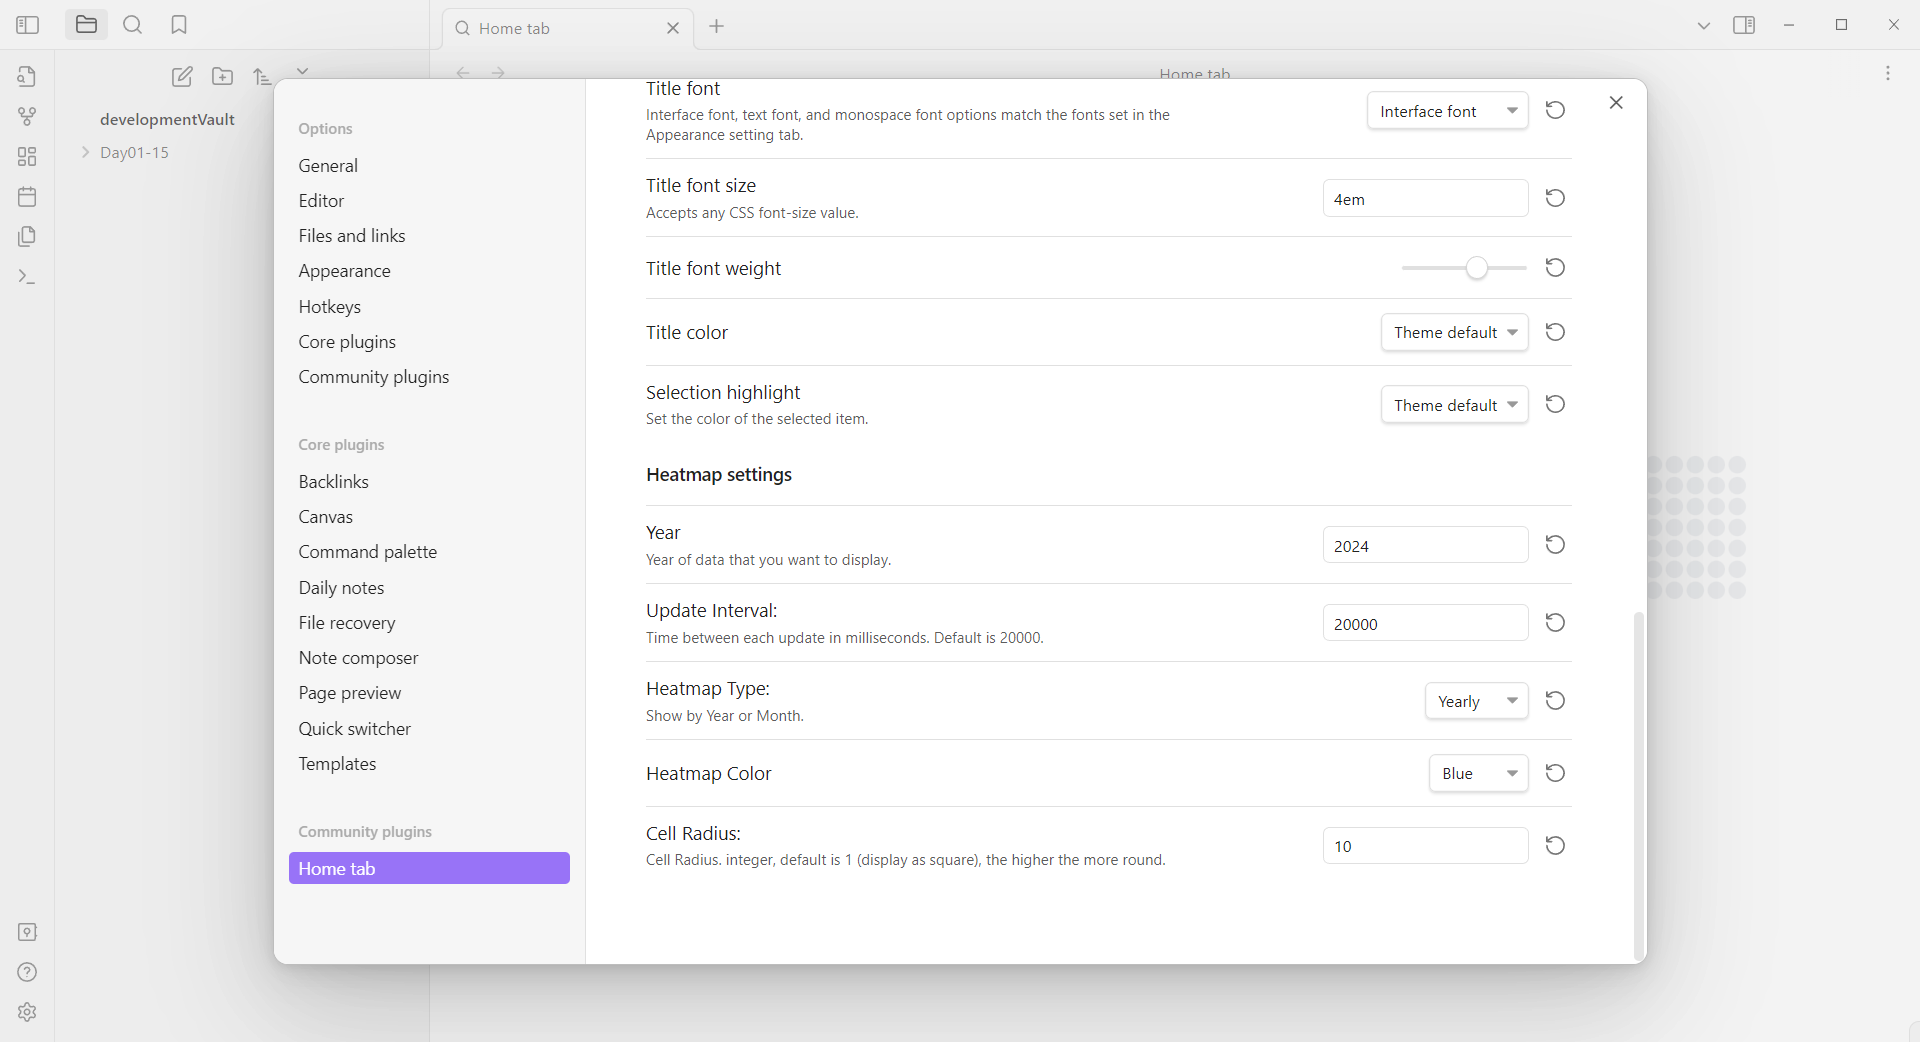 Home tab
Home tab
developmentVault
Day01-15
Options
General
Editor
Files and links
Appearance
Hotkeys
Core plugins
Community plugins
Core plugins
Backlinks
Canvas
Command palette
Daily notes
File recovery
Note composer
Page preview
Quick switcher
Templates
Community plugins
Home tab
Title font
Interface font, text font, and monospace font options match the fonts set in the
Appearance setting tab.
Interface font
Title font size
Accepts any CSS font-size value.
4em
Title font weight
Title color
Theme default
Selection highlight
Set the color of the selected item.
Theme default
Heatmap settings
Year
Year of data that you want to display.
2024
Update Interval:
Time between each update in milliseconds. Default is 20000.
20000
Heatmap Type:
Show by Year or Month.
Yearly
Heatmap Color
Blue
Cell Radius:
Cell Radius. integer, default is 1 (display as square), the higher the more round.
10